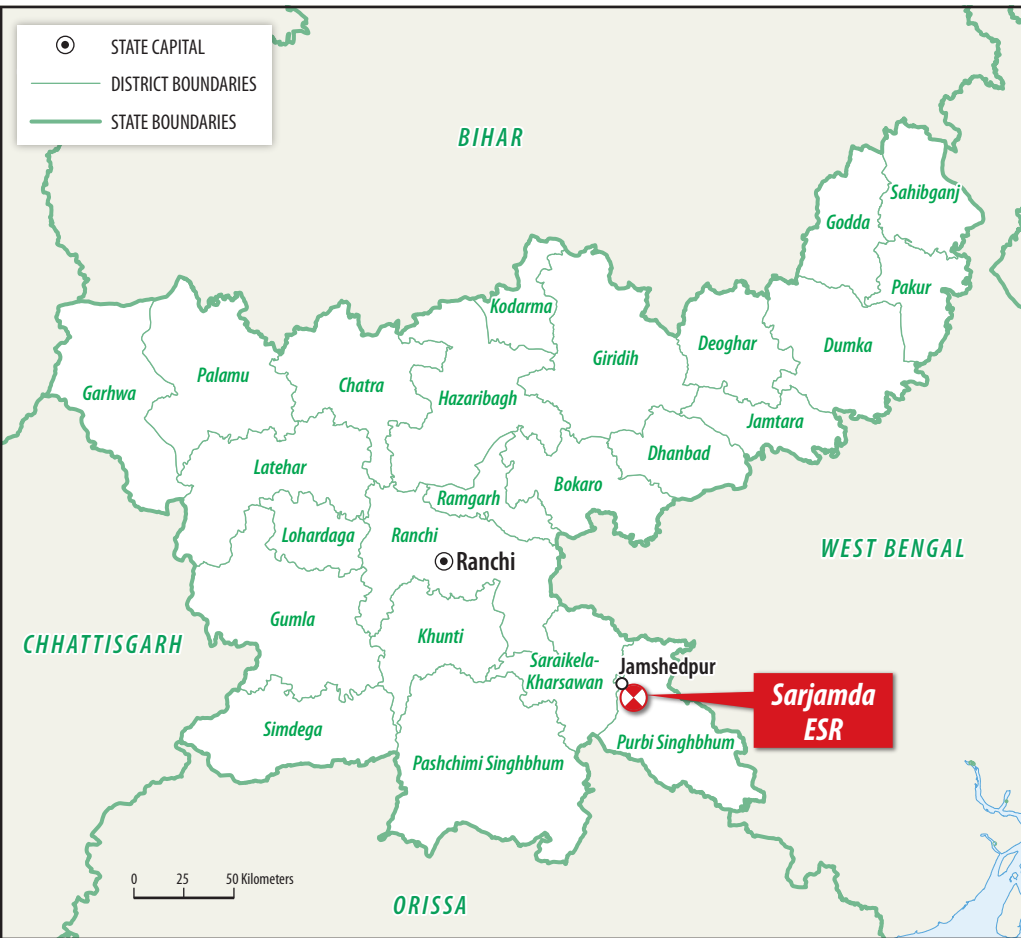 STATE CAPITAL
DISTRICT BOUNDARIES
STATE BOUNDARIES
BIHAR
Sahibganj
Godda
Pakur
Kodarma
Deoghar
Dumka
Giridih
Palamu
Chatra
Garhwa
Hazaribagh
Jamtara
Dhanbad
Latehar
Bokaro
Ramgarh
Lohardaga
Ranchi
Ranchi
WEST BENGAL
Gumla
Khunti
CHHATTISGARH
Saraikela-
Kharsawan
Jamshedpur
Sarjamda
ESR
Simdega
Purbi Singhbhum
Pashchimi Singhbhum
0 25 50 Kilometers
ORISSA